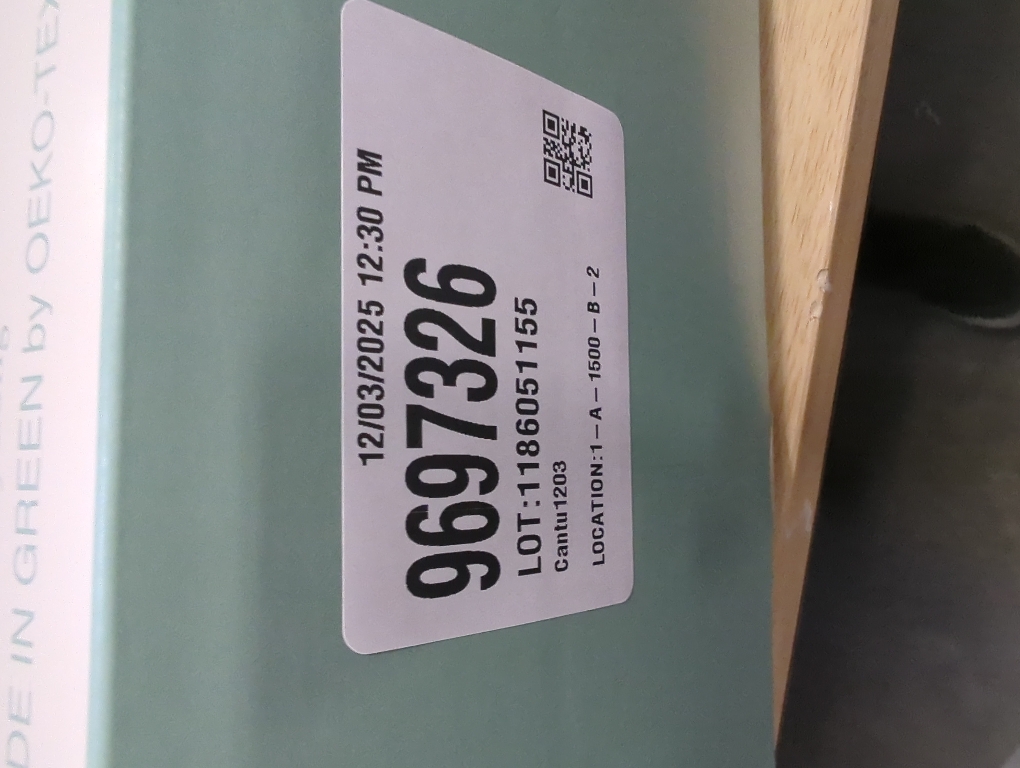 DE IN GREEN by OEKO-TEX
12/03/2025 12:30 PM
9697326
LOT:1186051155
Cantu1203
LOCATION:1-A-1500-B-2